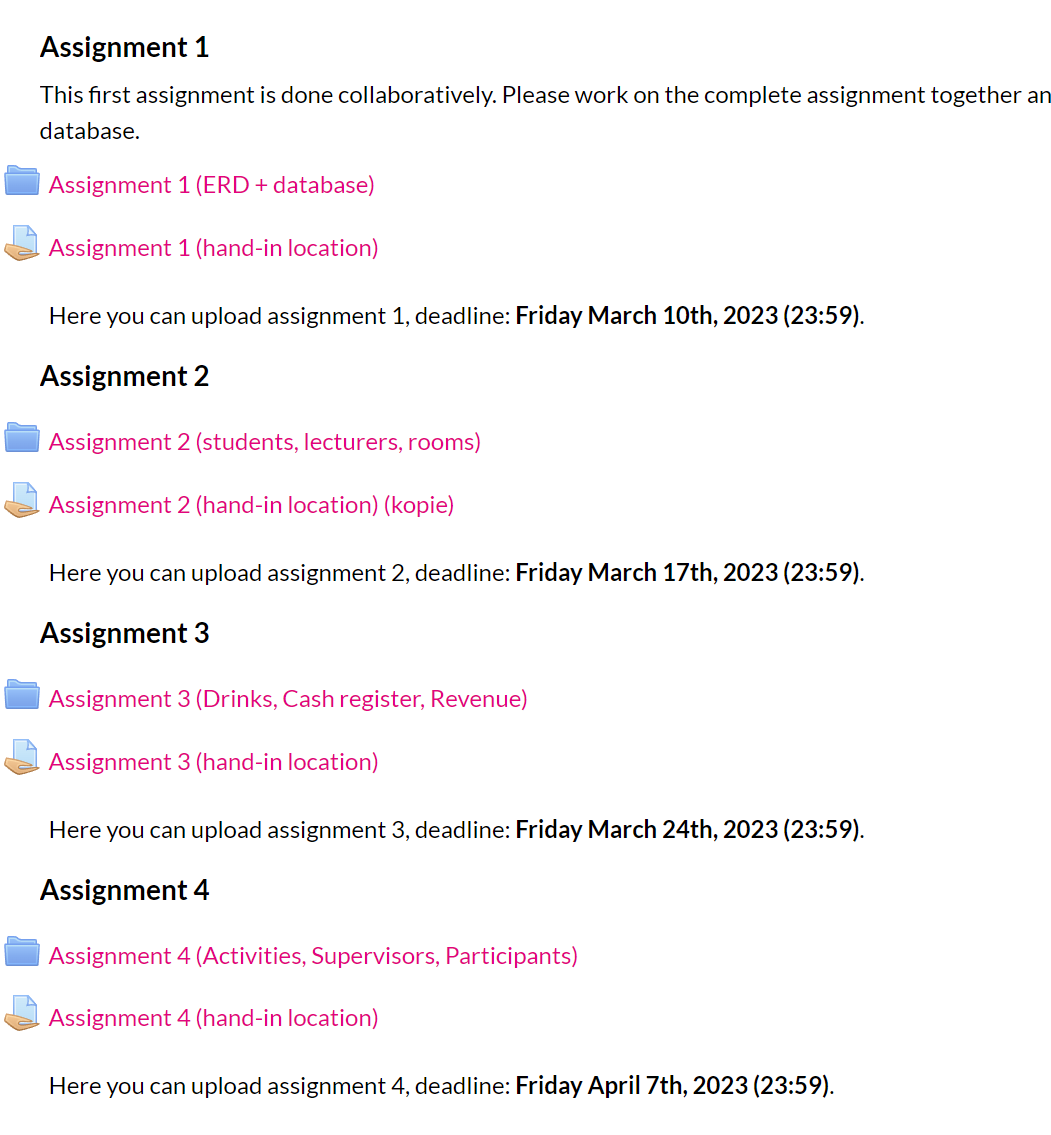 Assignment 1
This first assignment is done collaboratively. Please work on the complete assignment together an
database.
Assignment 1 (ERD + database)
Assignment 1 (hand-in location)
Here you can upload assignment 1, deadline: Friday March 10th, 2023 (23:59).
Assignment 2
Assignment 2 (students, lecturers, rooms)
Assignment 2 (hand-in location) (kopie)
Here you can upload assignment 2, deadline: Friday March 17th, 2023 (23:59).
Assignment 3
Assignment 3 (Drinks, Cash register, Revenue)
Assignment 3 (hand-in location)
Here you can upload assignment 3, deadline: Friday March 24th, 2023 (23:59).
Assignment 4
Assignment 4 (Activities, Supervisors, Participants)
Assignment 4 (hand-in location)
Here you can upload assignment 4, deadline: Friday April 7th, 2023 (23:59).